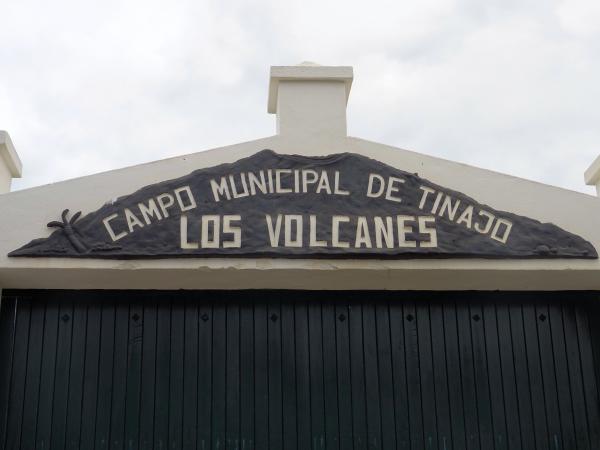 CAMPO MUNICIPAL DE TINAJO
LOS VOLCANES